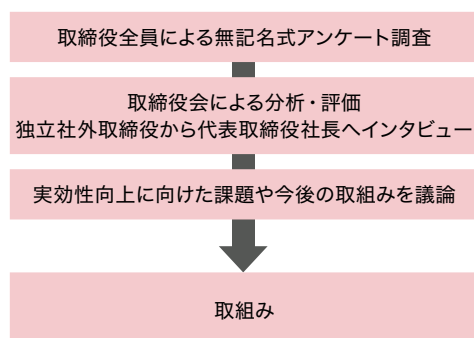 取締役全員による無記名式アンケート調査
取締役会による分析・評価
独立社外取締役から代表取締役社長へインタビュー
実効性向上に向けた課題や今後の取組みを議論
取組み